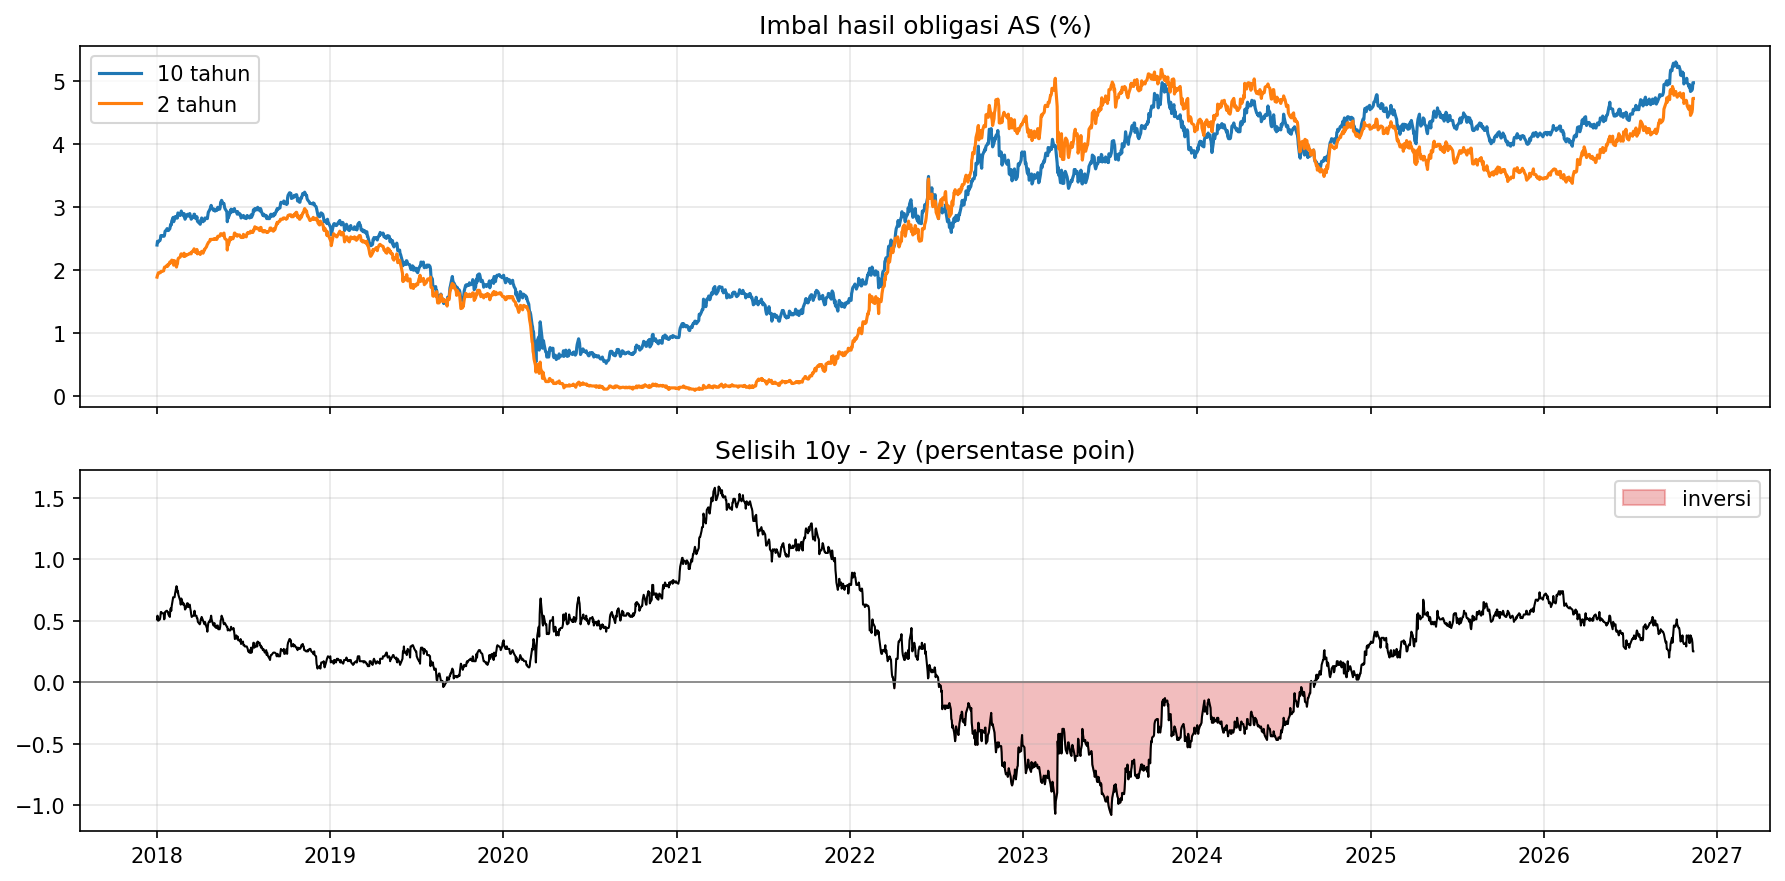 Imbal hasil obligasi AS (%)
10 tahun
2 tahun
5
4
3
2
1
0
Selisih 10y - 2y (persentase poin)
inversi
1.5
1.0
0.5
0.0
−0.5
−1.0
2018 2019 2020 2021 2022 2023 2024 2025 2026 2027